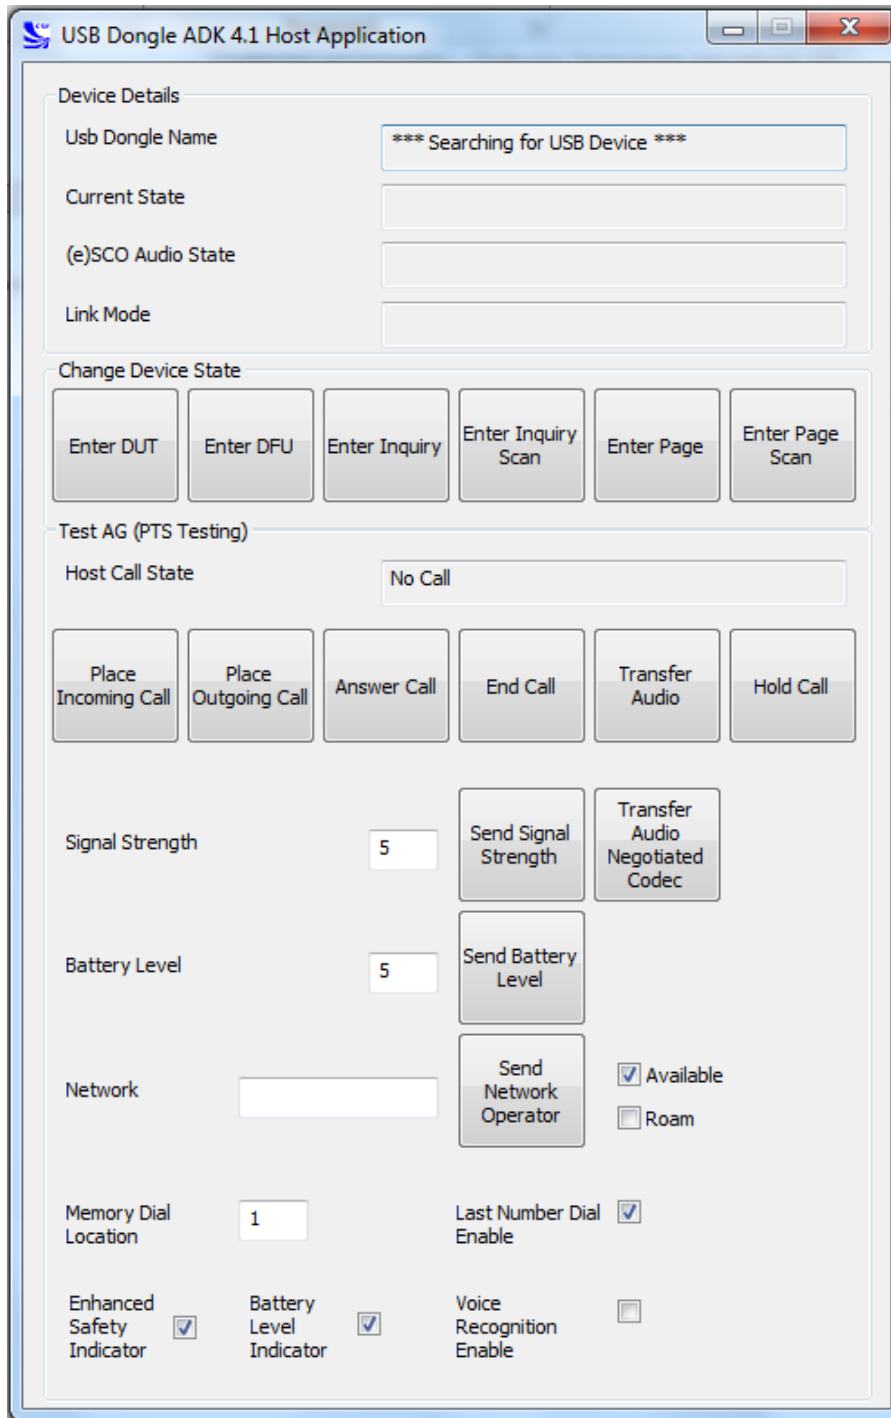 USB Dongle ADK 4.1 Host Application
Device Details
Usb Dongle Name
*** Searching for USB Device ***
Current State
(e)SCO Audio State
Link Mode
Change Device State
Enter DUT
Enter DFU
Enter Inquiry
Enter Inquiry
Scan
Enter Page
Enter Page
Scan
Test AG (PTS Testing)
Host Call State
No Call
Place
Incoming Call
Place
Outgoing Call
Answer Call
End Call
Transfer
Audio
Hold Call
Signal Strength
5
Send Signal
Strength
Transfer
Audio
Negotiated
Codec
Battery Level
5
Send Battery
Level
Network
Send
Network
Operator
Available
Roam
Memory Dial
Location
1
Last Number Dial
Enable
Enhanced
Safety
Indicator
Battery
Level
Indicator
Voice
Recognition
Enable